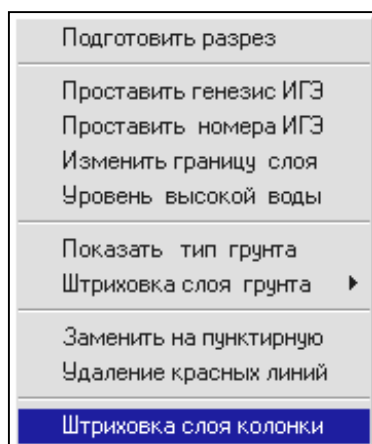 Подготовить разрез
Проставить генезис ИГЭ
Проставить номера ИГЭ
Изменить границу слоя
Уровень высокой воды
Показать тип грунта
Штриховка слоя грунта
Заменить на пунктирную
Удаление красных линий
Штриховка слоя колонки